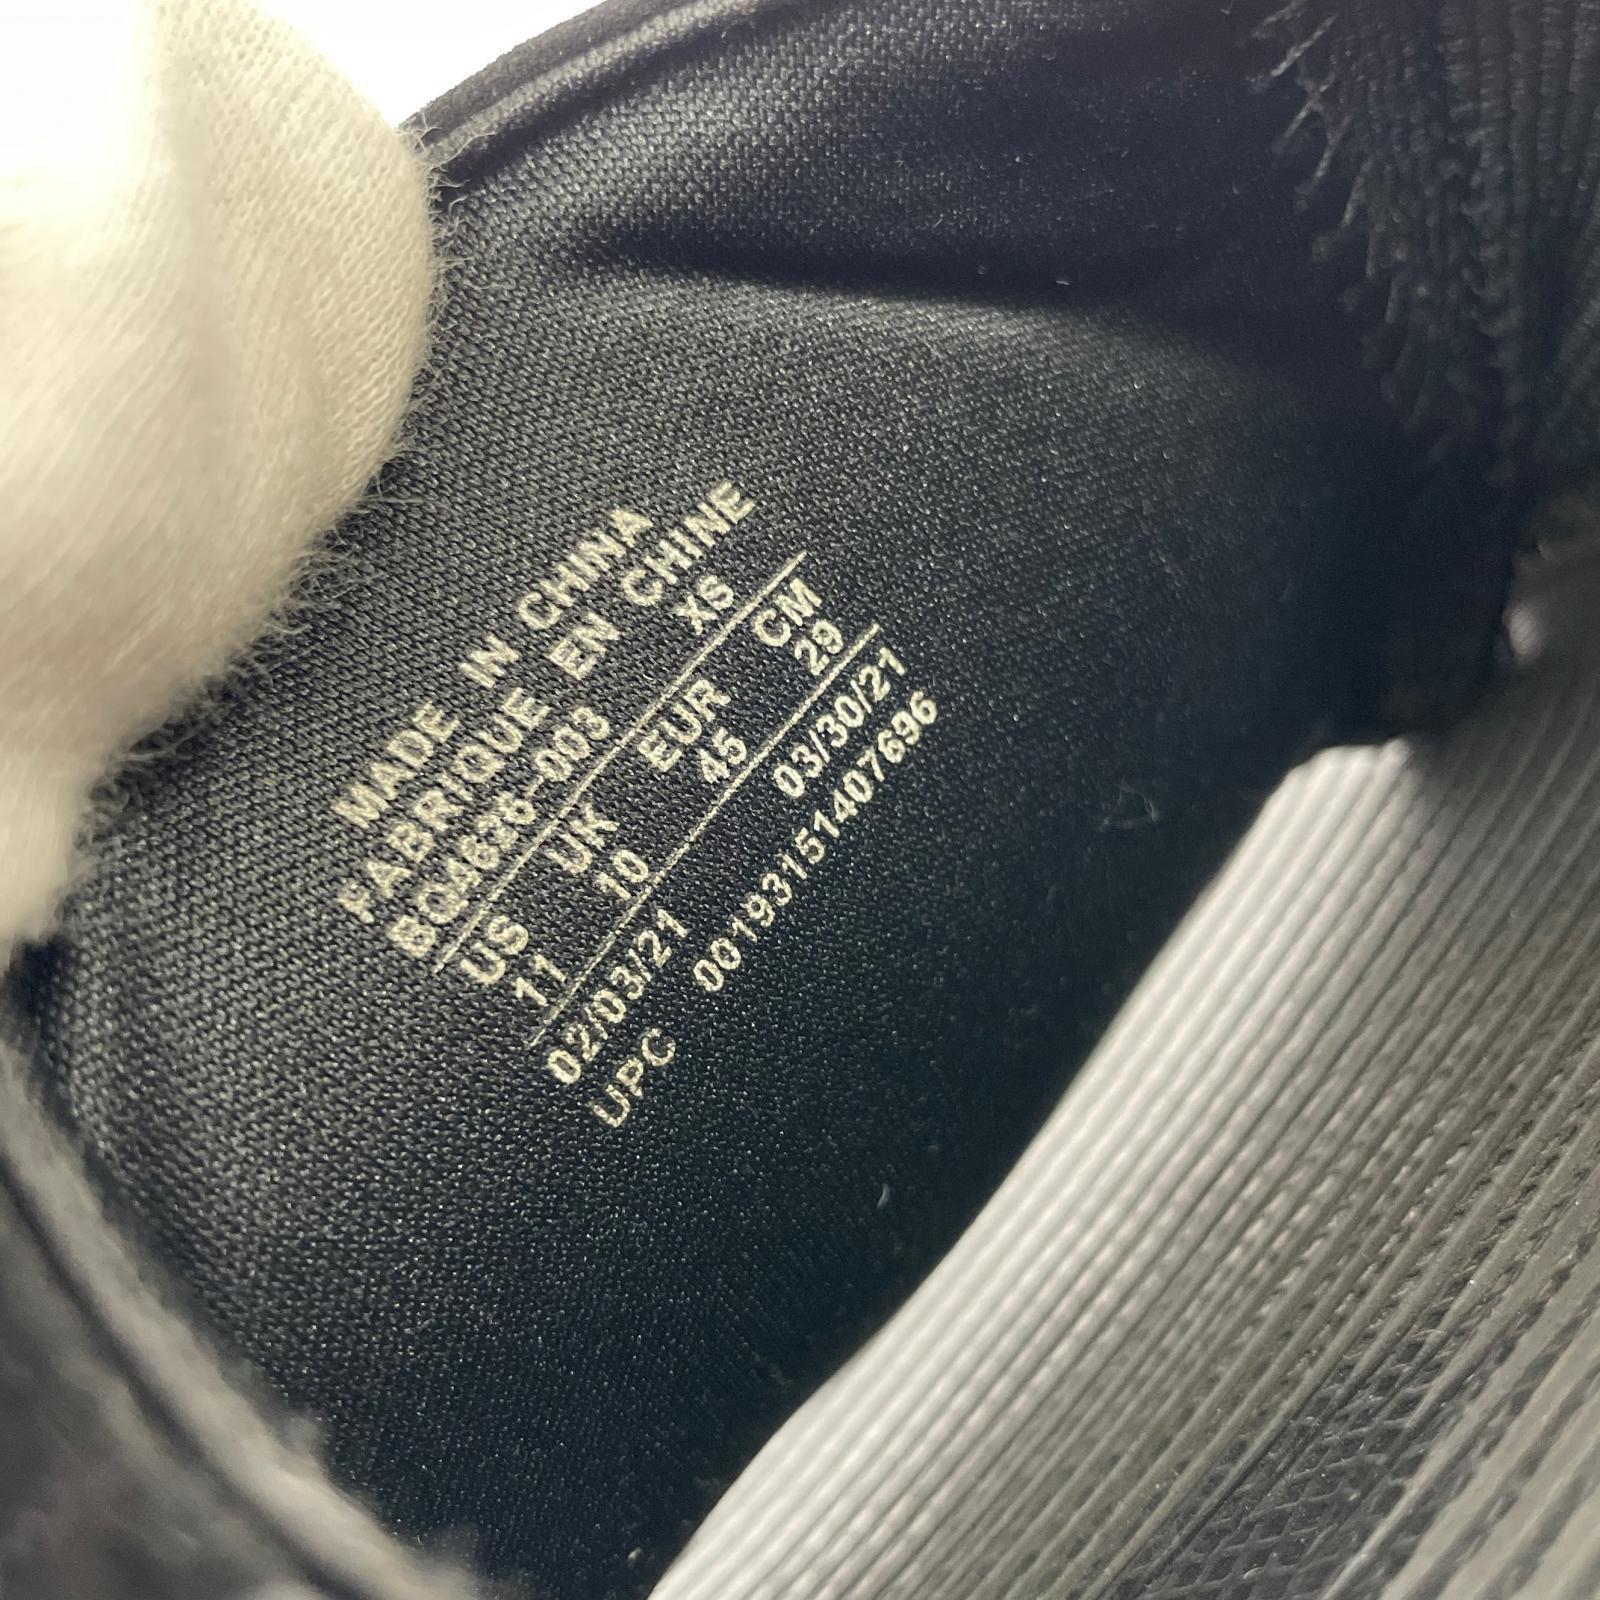 MADE IN CHINA
FABRIQUE EN CHINE
BQ4626-003 XS
US UK EUR CM
11 10 45 29
02/03/21 03/30/21
UPC 00193151407696